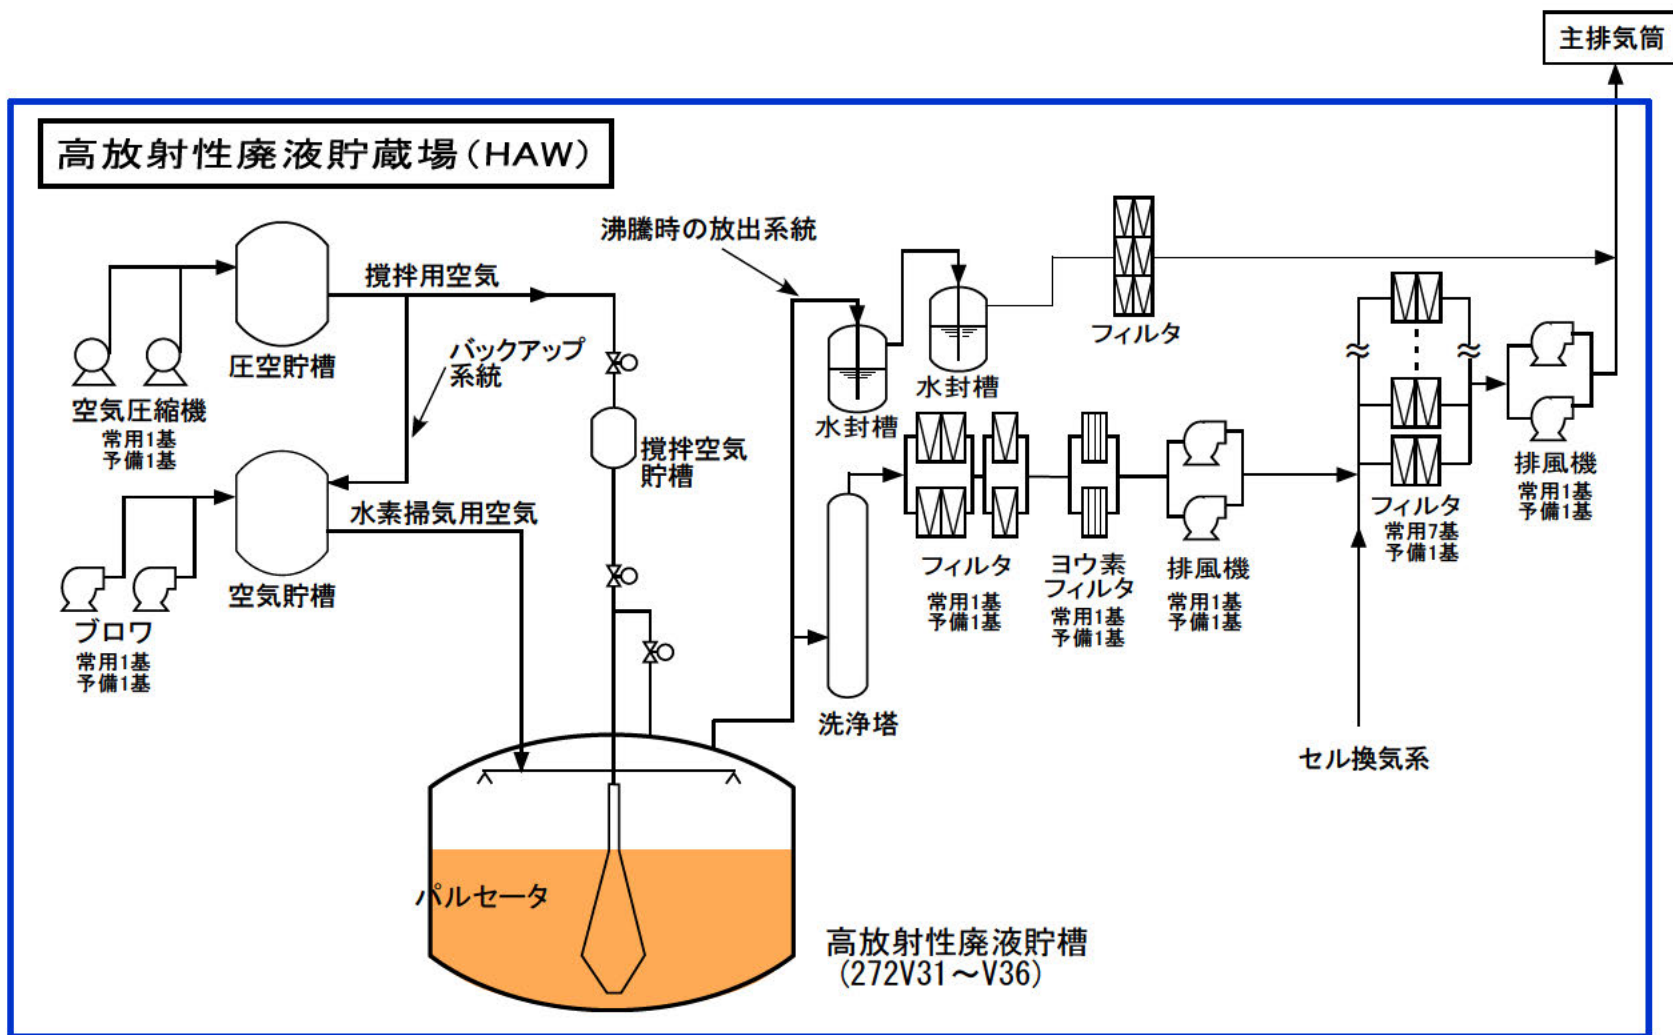 主排気筒
高放射性廃液貯蔵場(HAW)
沸騰時の放出系統
撹拌用空気
圧空貯槽
バックアップ
系統
フィルタ
水封槽
水封槽
空気圧縮機
常用1基
予備1基
撹拌空気
貯槽
水素掃気用空気
空気貯槽
ブロワ
常用1基
予備1基
フィルタ
常用1基
予備1基
ヨウ素
フィルタ
常用1基
予備1基
排風機
常用1基
予備1基
フィルタ
常用7基
予備1基
排風機
常用1基
予備1基
洗浄塔
セル換気系
パルセータ
高放射性廃液貯槽
(272V31～V36)